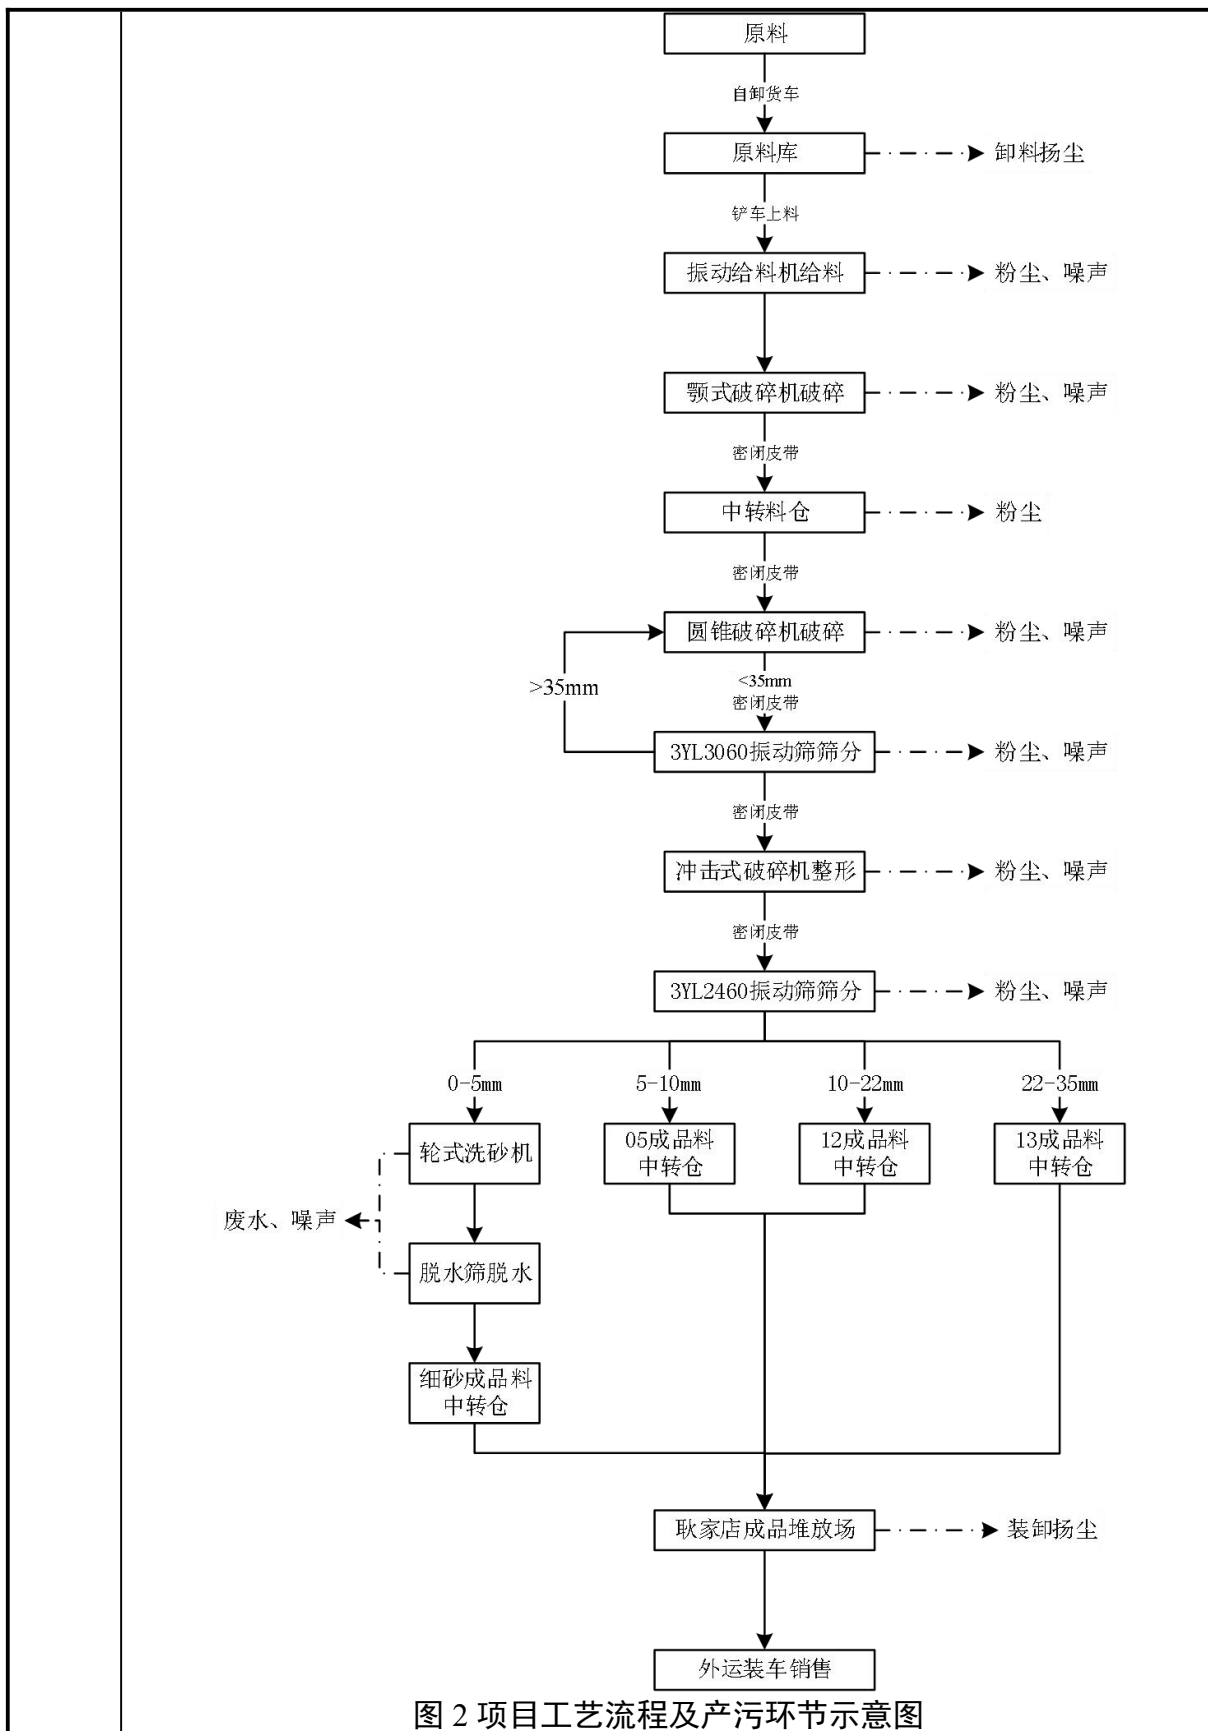 原料
自卸货车
原料库
卸料扬尘
铲车上料
振动给料机给料
粉尘、噪声
颚式破碎机破碎
粉尘、噪声
密闭皮带
中转料仓
粉尘
密闭皮带
圆锥破碎机破碎
粉尘、噪声
>35mm
<35mm
密闭皮带
3YL3060振动筛筛分
粉尘、噪声
密闭皮带
冲击式破碎机整形
粉尘、噪声
密闭皮带
3YL2460振动筛筛分
粉尘、噪声
0-5mm
5-10mm
10-22mm
22-35mm
轮式洗砂机
05成品料
中转仓
12成品料
中转仓
13成品料
中转仓
废水、噪声
脱水筛脱水
细砂成品料
中转仓
耿家店成品堆放场
装卸扬尘
外运装车销售
图 2 项目工艺流程及产污环节示意图